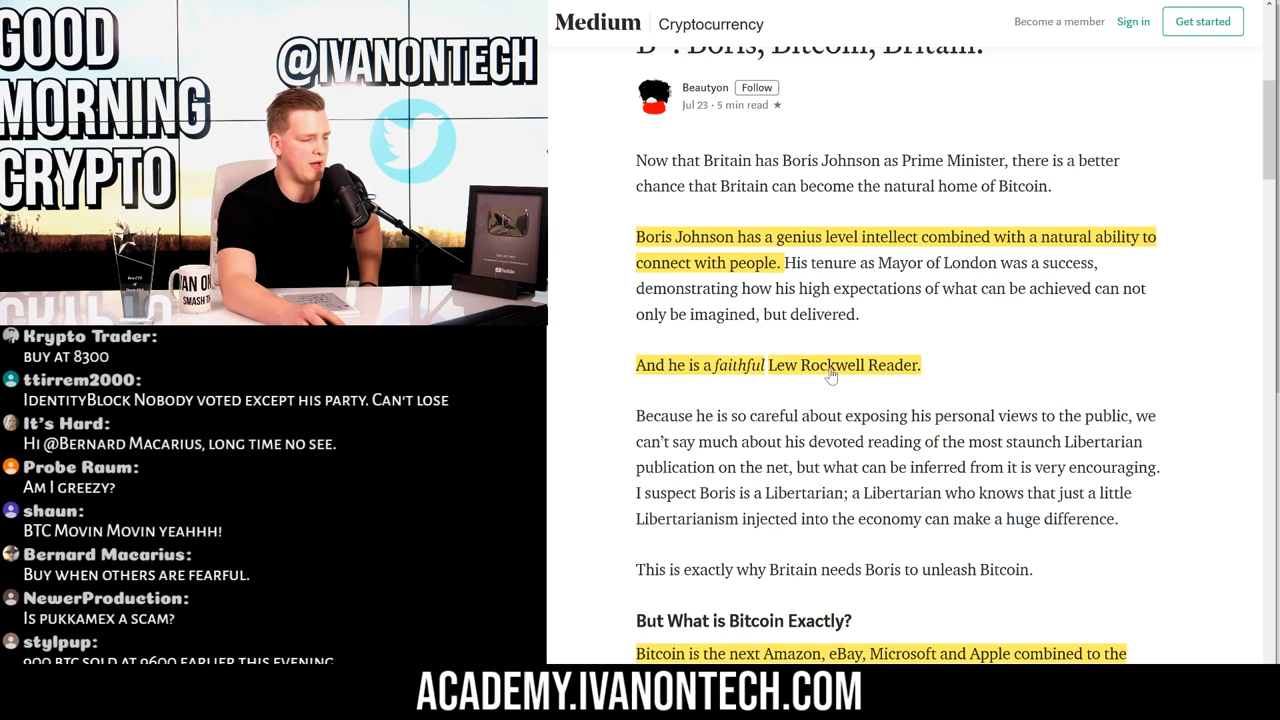 GOOD
MORNING
CRYPTO
@IVANONTECH
Krypto Trader:
BUY AT 8300
ttirrem2000:
IDENTITYBLOCK NOBODY VOTED EXCEPT HIS PARTY. CAN'T LOSE
It's Hard:
HI @BERNARD MACARIUS, LONG TIME NO SEE.
Probe Raum:
AM I GREEZY?
shaun:
BTC MOVIN MOVIN YEAHHH!
Bernard Macarius:
BUY WHEN OTHERS ARE FEARFUL.
NewerProduction:
IS PUKKAMEX A SCAM?
stylpup:
900 BTC SOLD AT 9600 EARLIER THIS EVENING
Medium
Cryptocurrency
Become a member
Sign in
Get started
Boris, Bitcoin, Britain.
Beautyon
Follow
Jul 23 · 5 min read ★
Now that Britain has Boris Johnson as Prime Minister, there is a better
chance that Britain can become the natural home of Bitcoin.
Boris Johnson has a genius level intellect combined with a natural ability to
connect with people. His tenure as Mayor of London was a success,
demonstrating how his high expectations of what can be achieved can not
only be imagined, but delivered.
And he is a faithful Lew Rockwell Reader.
Because he is so careful about exposing his personal views to the public, we
can't say much about his devoted reading of the most staunch Libertarian
publication on the net, but what can be inferred from it is very encouraging.
I suspect Boris is a Libertarian; a Libertarian who knows that just a little
Libertarianism injected into the economy can make a huge difference.
This is exactly why Britain needs Boris to unleash Bitcoin.
But What is Bitcoin Exactly?
Bitcoin is the next Amazon, eBay, Microsoft and Apple combined to the
ACADEMY.IVANONTECH.COM